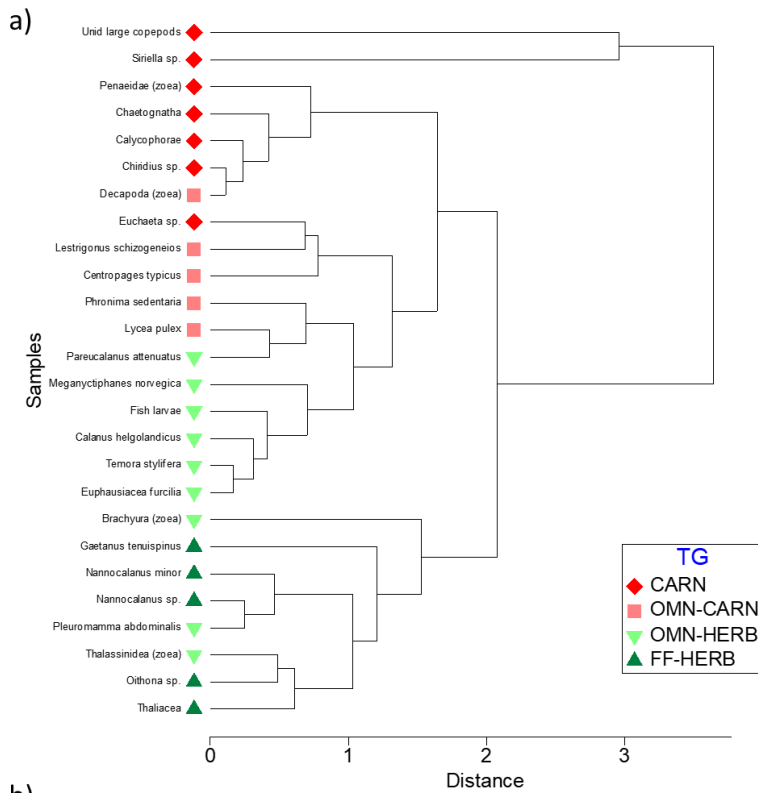 a)
Unid large copepods
Siriella sp.
Penaeidae (zoea)
Chaetognatha
Calycophorae
Chiridius sp.
Decapoda (zoea)
Euchaeta sp.
Lestrigonus schizogeneios
Centropages typicus
Phronima sedentaria
Lycea pulex
Pareucalanus attenuatus
Meganyctiphanes norvegica
Fish larvae
Calanus helgolandicus
Temora stylifera
Euphausiacea furcilia
Brachyura (zoea)
Gaetanus tenuispinus
Nannocalanus minor
Nannocalanus sp.
Pleuromamma abdominalis
Thalassinidea (zoea)
Oithona sp.
Thaliacea
Samples
TG
CARN
OMN-CARN
OMN-HERB
FF-HERB
0 1 2 3
Distance